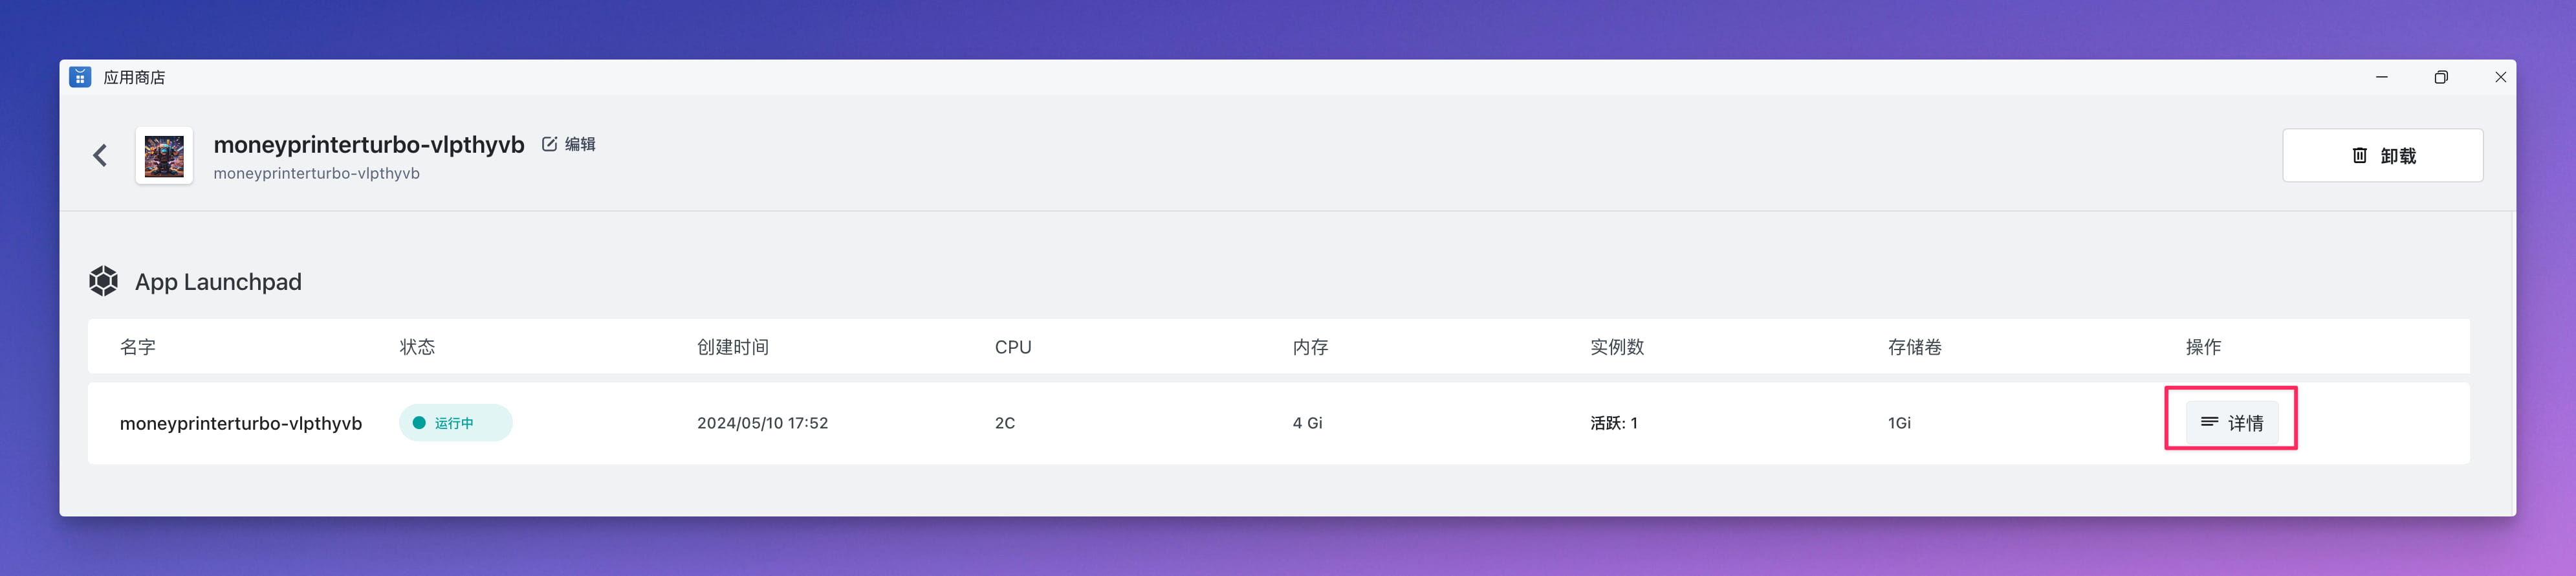 应用商店
moneyprinterturbo-vlpthyvb 编辑
moneyprinterturbo-vlpthyvb
卸载
App Launchpad
名字 状态 创建时间 CPU 内存 实例数 存储卷 操作
moneyprinterturbo-vlpthyvb 运行中 2024/05/10 17:52 2C 4 Gi 活跃: 1 1Gi 详情